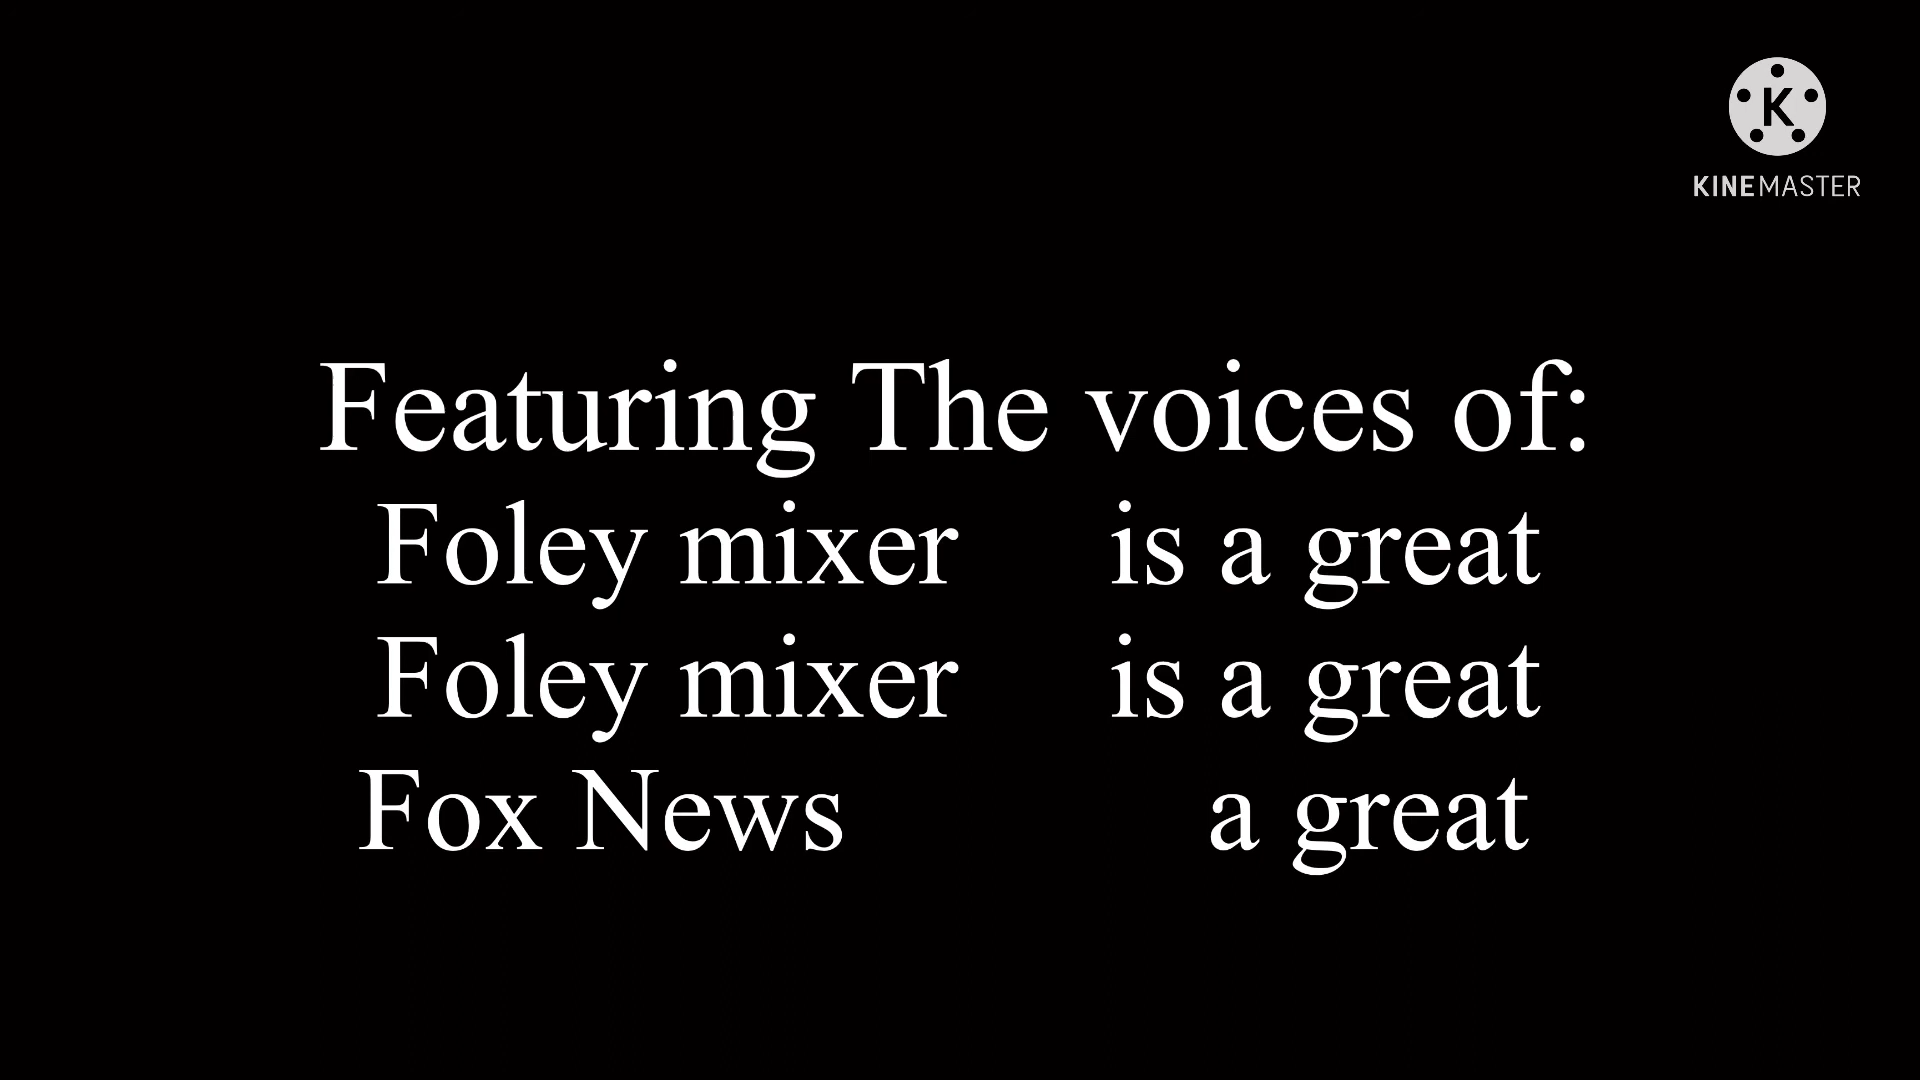 K
KINEMASTER
Featuring The voices of:
Foley mixer is a great
Foley mixer is a great
Fox News a great